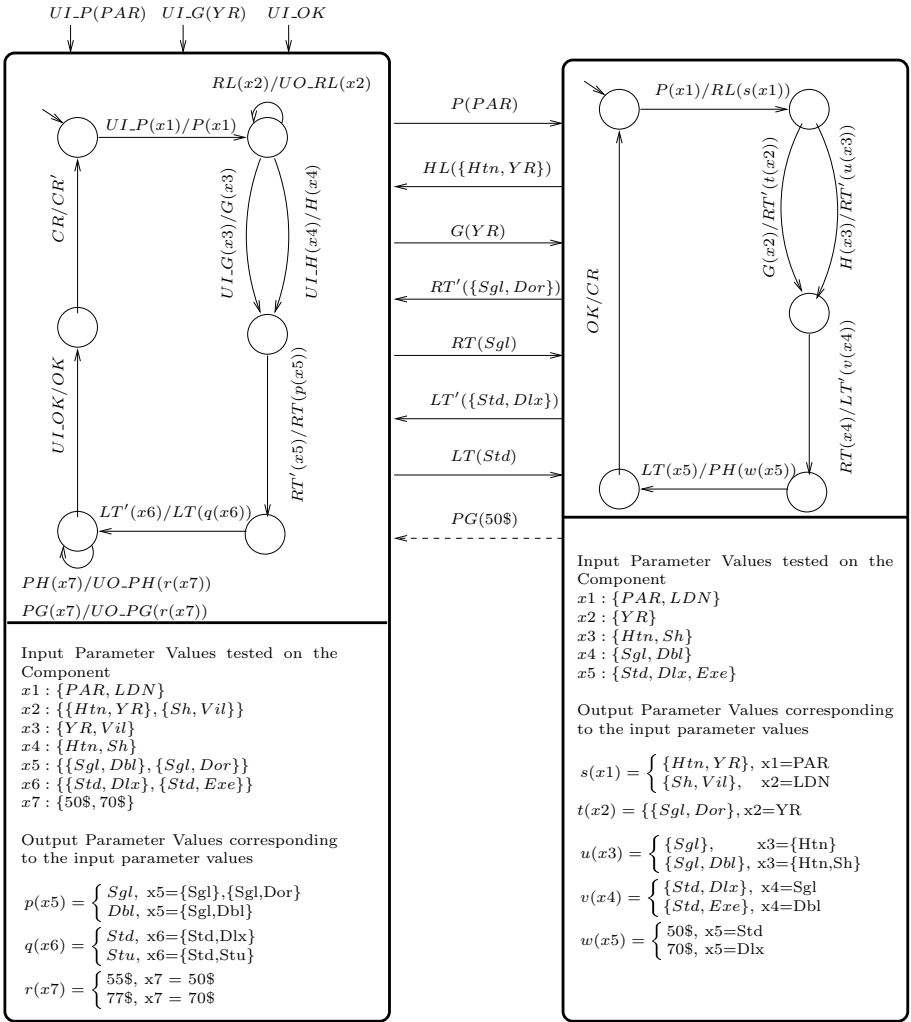 UI_P(PAR) UI_G(YR) UI_OK
RL(x2)/UO_RL(x2)
UI_P(x1)/P(x1)
CR/CR′
UI_G(x3)/G(x3)
UI_H(x4)/H(x4)
UI_OK/OK
RT′(x5)/RT(p(x5))
LT′(x6)/LT(q(x6))
PH(x7)/UO_PH(r(x7))
PG(x7)/UO_PG(r(x7))
Input Parameter Values tested on the
Component
x1 : {PAR, LDN}
x2 : {{Htn, YR}, {Sh, Vil}}
x3 : {YR, Vil}
x4 : {Htn, Sh}
x5 : {{Sgl, Dbl}, {Sgl, Dor}}
x6 : {{Std, Dlx}, {Std, Exe}}
x7 : {50$, 70$}
Output Parameter Values corresponding
to the input parameter values
p(x5) = { Sgl, x5={Sgl},{Sgl,Dor}
Dbl, x5={Sgl,Dbl}
q(x6) = { Std, x6={Std,Dlx}
Stu, x6={Std,Stu}
r(x7) = { 55$, x7 = 50$
77$, x7 = 70$
P(PAR)
HL({Htn, YR})
G(YR)
RT′({Sgl, Dor})
RT(Sgl)
LT′({Std, Dlx})
LT(Std)
PG(50$)
P(x1)/RL(s(x1))
G(x2)/RT′(t(x2))
H(x3)/RT′(u(x3))
OK/CR
RT(x4)/LT′(v(x4))
LT(x5)/PH(w(x5))
Input Parameter Values tested on the
Component
x1 : {PAR, LDN}
x2 : {YR}
x3 : {Htn, Sh}
x4 : {Sgl, Dbl}
x5 : {Std, Dlx, Exe}
Output Parameter Values corresponding
to the input parameter values
s(x1) = { {Htn, YR}, x1=PAR
{Sh, Vil}, x2=LDN
t(x2) = {{Sgl, Dor}, x2=YR
u(x3) = { {Sgl}, x3={Htn}
{Sgl, Dbl}, x3={Htn,Sh}
v(x4) = { {Std, Dlx}, x4=Sgl
{Std, Exe}, x4=Dbl
w(x5) = { 50$, x5=Std
70$, x5=Dlx